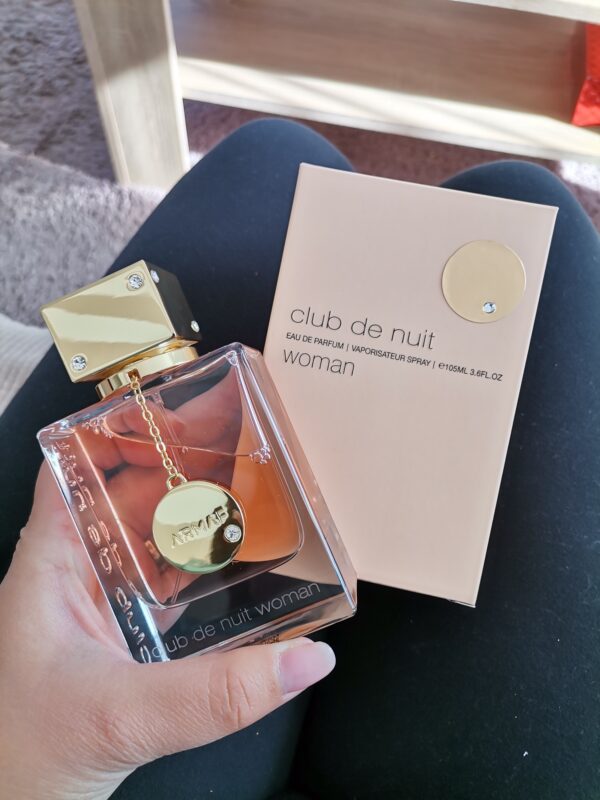 club de nuit
EAU DE PARFUM | VAPORISATEUR SPRAY | ℮105ML 3.6FL.OZ
woman
ARMAF
club de nuit woman